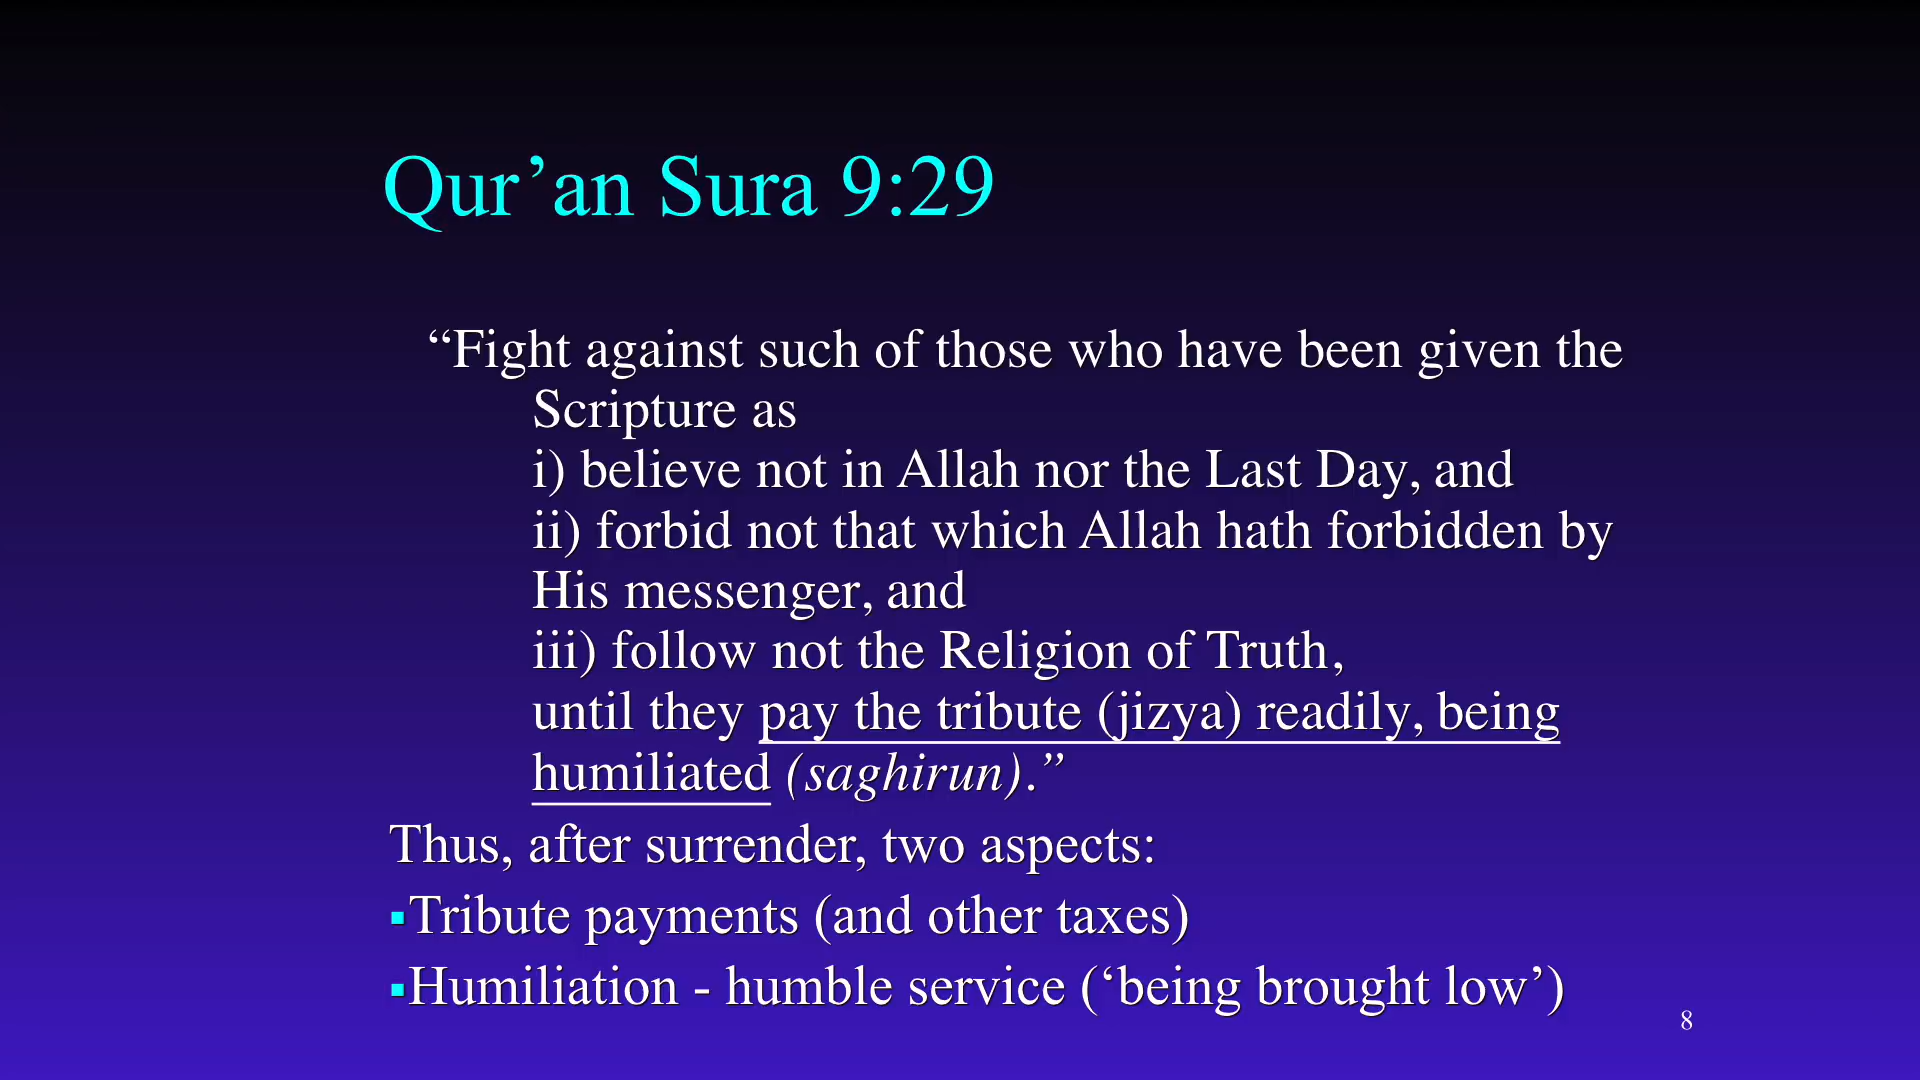 Qur’an Sura 9:29
“Fight against such of those who have been given the
Scripture as
i) believe not in Allah nor the Last Day, and
ii) forbid not that which Allah hath forbidden by
His messenger, and
iii) follow not the Religion of Truth,
until they pay the tribute (jizya) readily, being
humiliated (saghirun).”
Thus, after surrender, two aspects:
▪Tribute payments (and other taxes)
▪Humiliation - humble service (‘being brought low’)
8